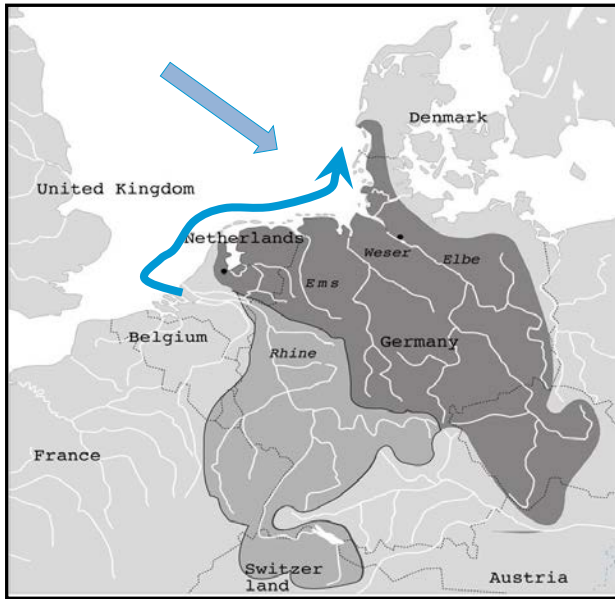 Denmark
United Kingdom
Netherlands
Weser
Elbe
Ems
Belgium
Germany
Rhine
France
Switzer
land
Austria